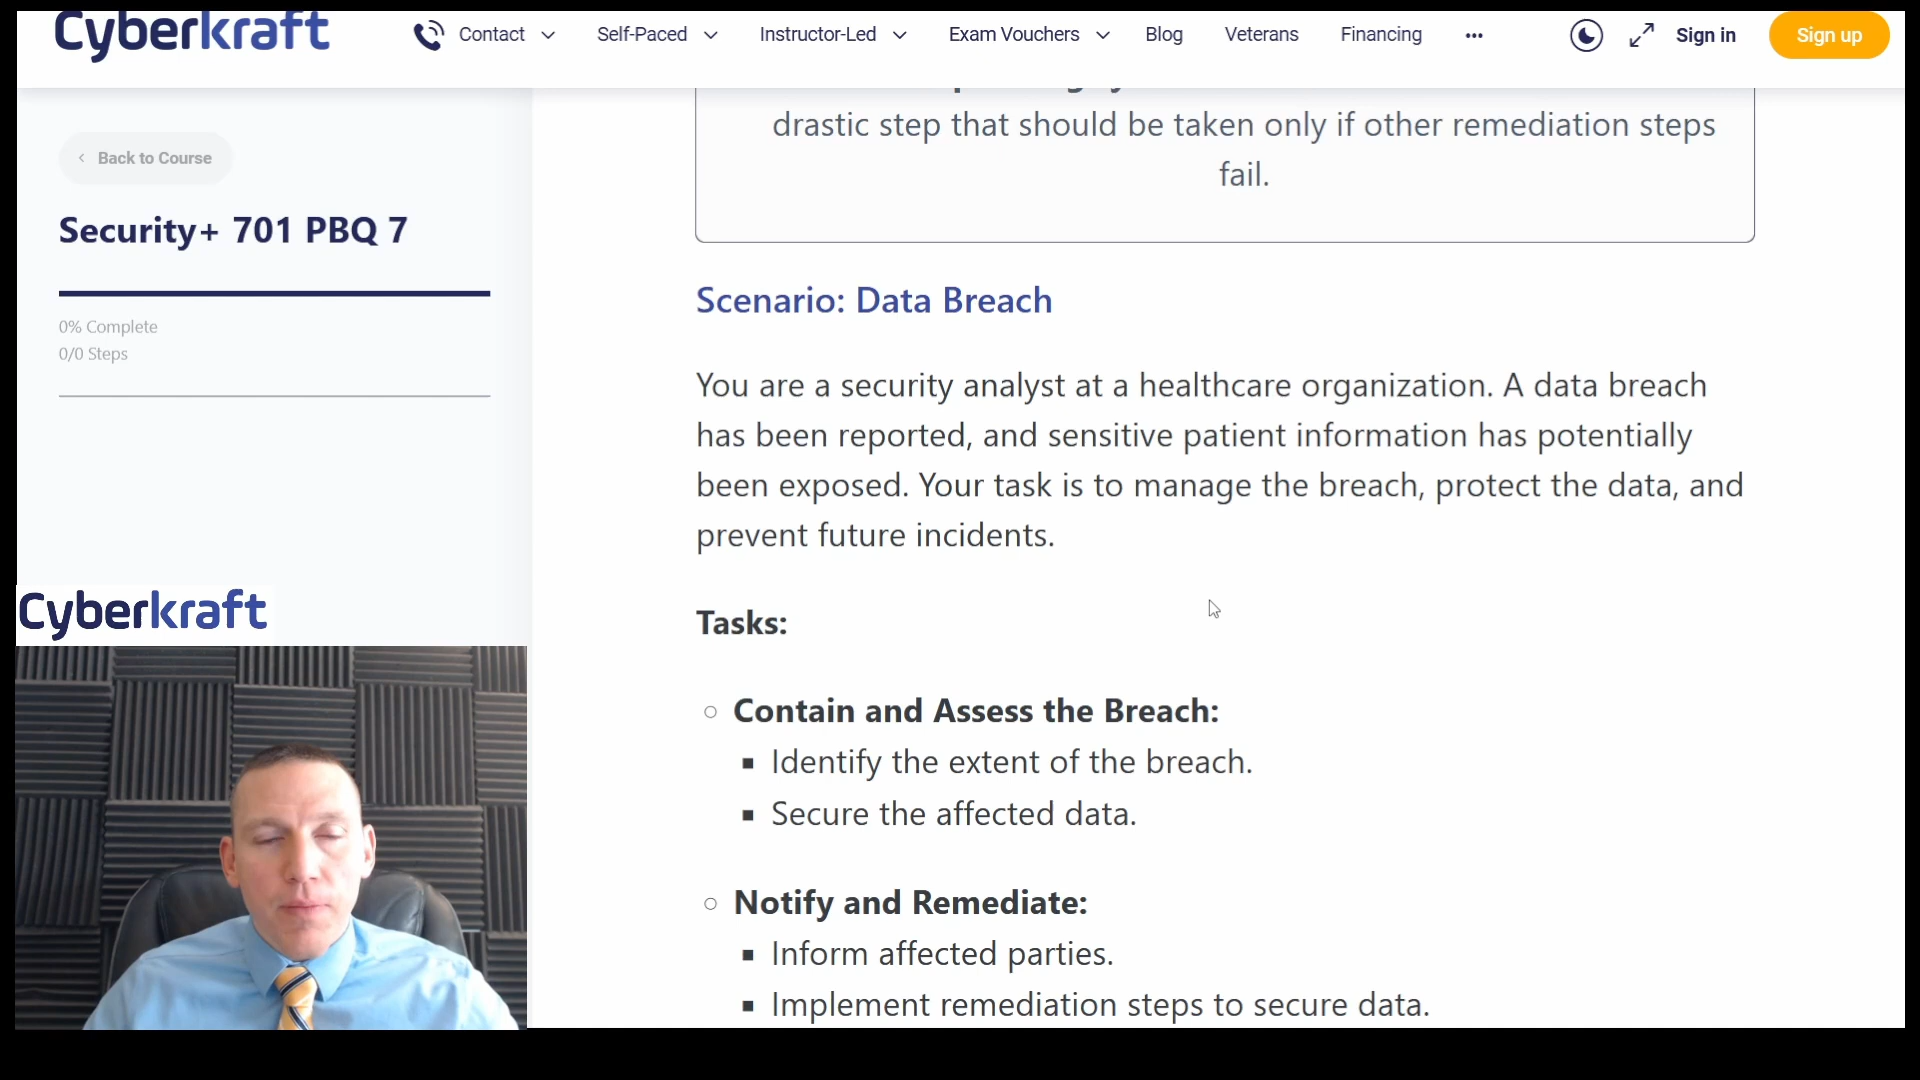 Cyberkraft
Contact
Self-Paced
Instructor-Led
Exam Vouchers
Blog
Veterans
Financing
Sign in
Sign up
Back to Course
Security+ 701 PBQ 7
0% Complete
0/0 Steps
drastic step that should be taken only if other remediation steps
fail.
Scenario: Data Breach
You are a security analyst at a healthcare organization. A data breach
has been reported, and sensitive patient information has potentially
been exposed. Your task is to manage the breach, protect the data, and
prevent future incidents.
Tasks:
Contain and Assess the Breach:
Identify the extent of the breach.
Secure the affected data.
Notify and Remediate:
Inform affected parties.
Implement remediation steps to secure data.
Cyberkraft